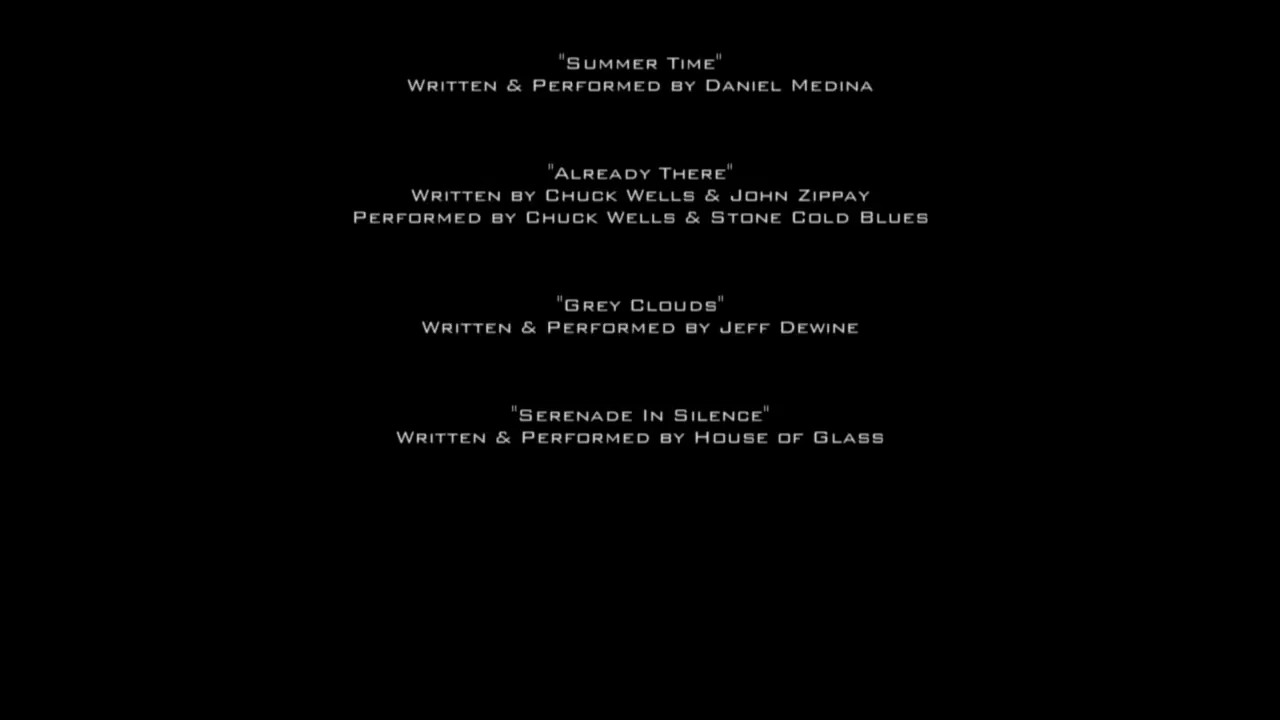 "Summer Time"
Written & Performed by Daniel Medina
"Already There"
Written by Chuck Wells & John Zippay
Performed by Chuck Wells & Stone Cold Blues
"Grey Clouds"
Written & Performed by Jeff Dewine
"Serenade In Silence"
Written & Performed by House of Glass